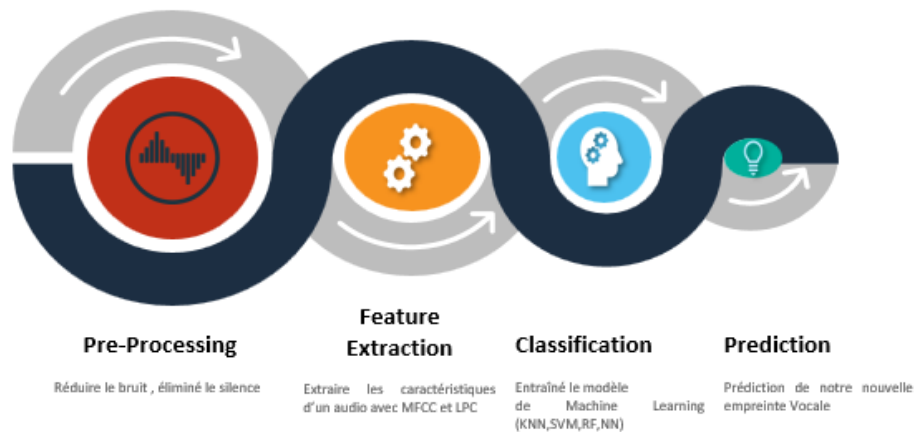 Pre-Processing
Réduire le bruit , éliminé le silence
Feature
Extraction
Extraire les caractéristiques
d'un audio avec MFCC et LPC
Classification
Entraîné le modèle
de Machine Learning
(KNN,SVM,RF,NN)
Prediction
Prédiction de notre nouvelle
empreinte Vocale